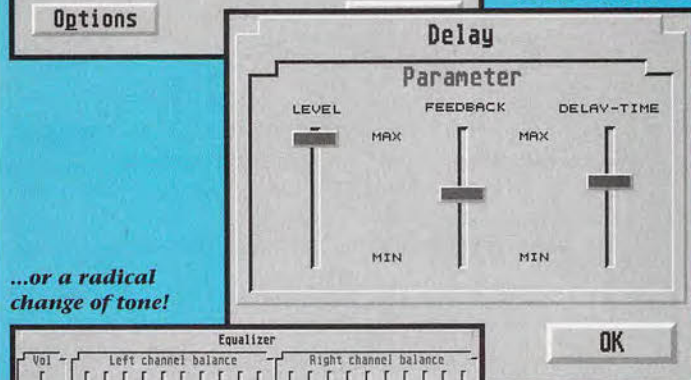 Options
Delay
Parameter
LEVEL FEEDBACK DELAY-TIME
MAX MAX
MIN MIN
...or a radical
change of tone!
OK
Equalizer
Vol Left channel balance Right channel balance